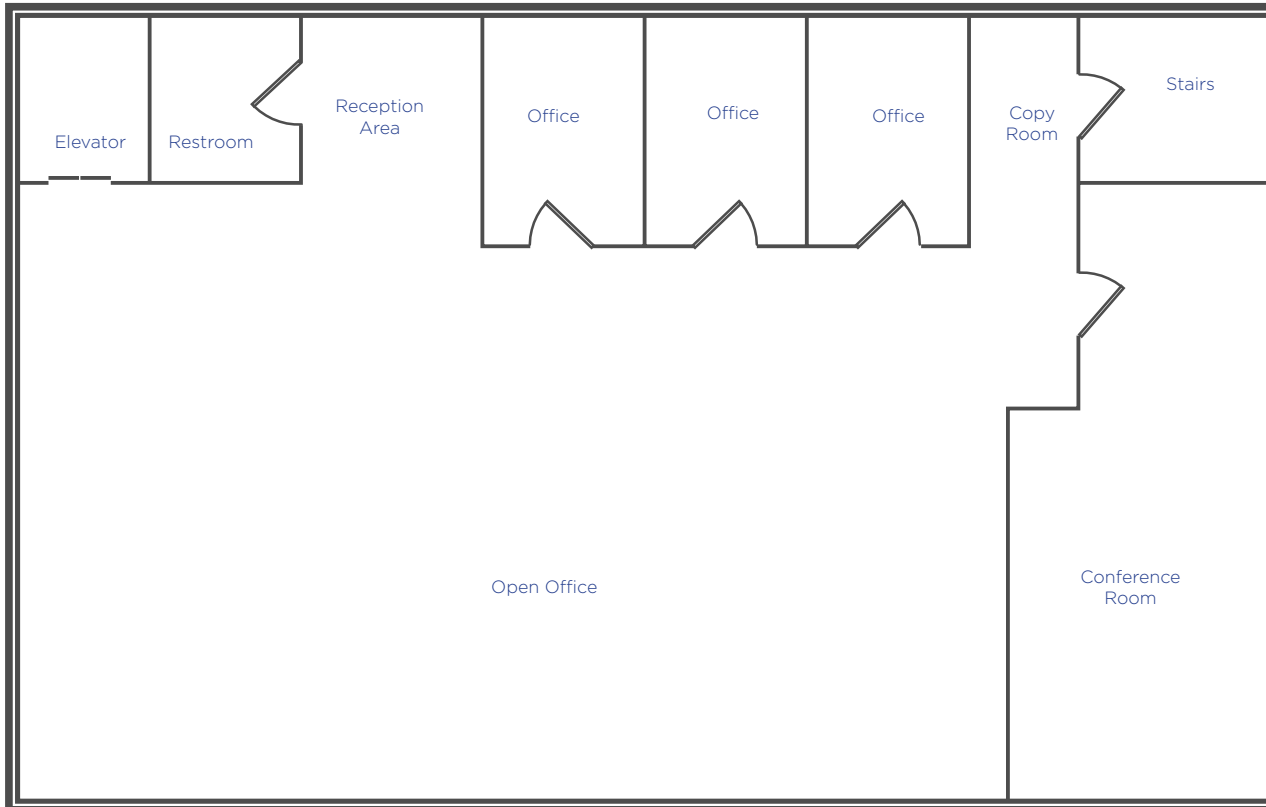 Elevator
Restroom
Reception
Area
Office
Office
Office
Copy
Room
Stairs
Open Office
Conference
Room